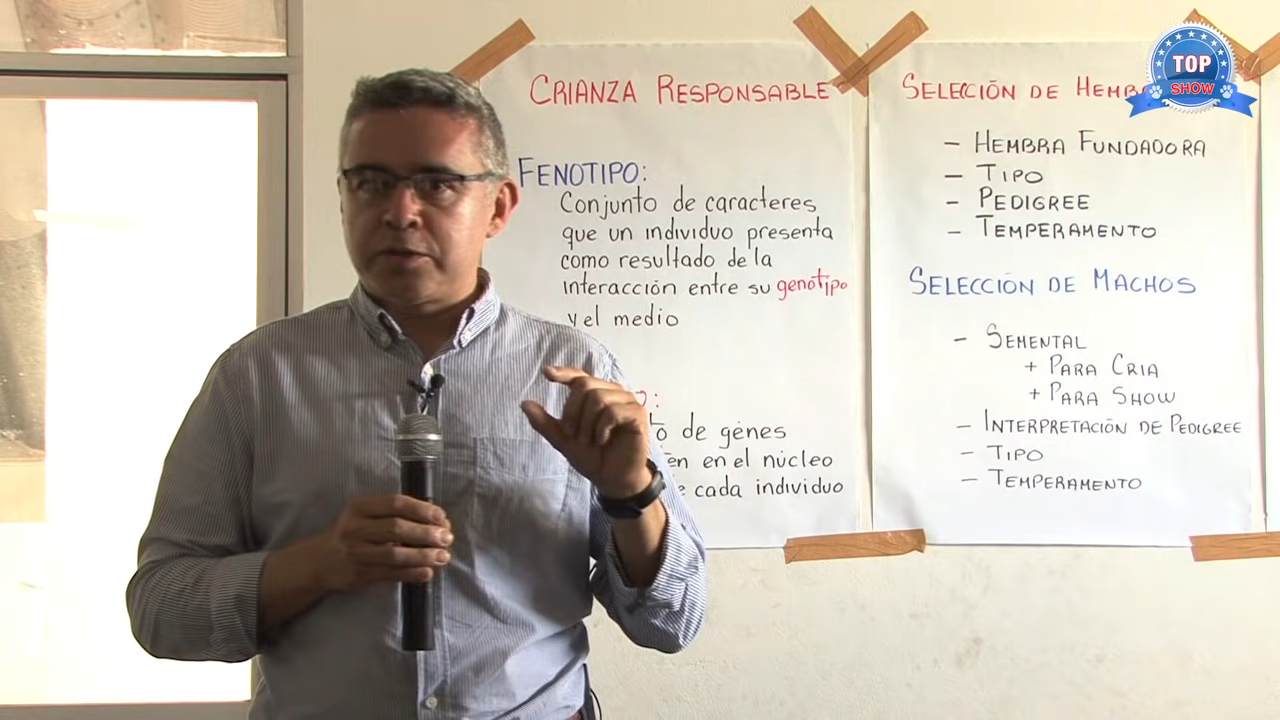 CRIANZA RESPONSABLE
FENOTIPO:
Conjunto de caracteres
que un individuo presenta
como resultado de la
interacción entre su genotipo
y el medio
de génes
en el núcleo
cada individuo
SELECCIÓN DE
- HEMBRA FUNDADORA
- TIPO
- PEDIGREE
- TEMPERAMENTO
SELECCIÓN DE MACHOS
- SEMENTAL
+ PARA CRIA
+ PARA SHOW
- INTERPRETACIÓN DE PEDIGREE
- TIPO
- TEMPERAMENTO
TOP
SHOW